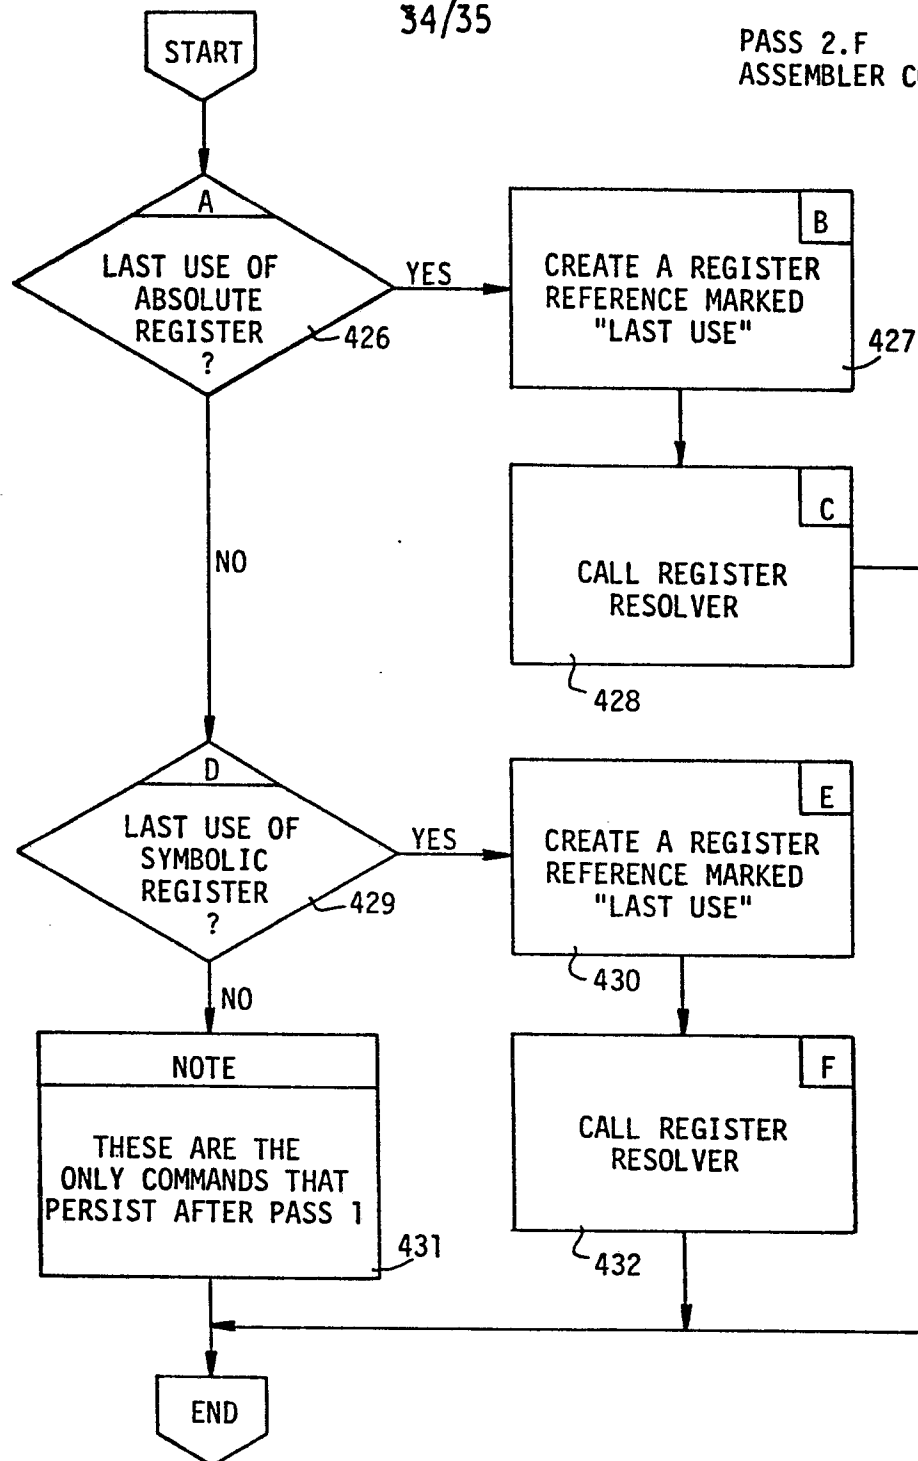 34/35
PASS 2.F
ASSEMBLER
START
A
LAST USE OF
ABSOLUTE
REGISTER
?
426
YES
B
CREATE A REGISTER
REFERENCE MARKED
"LAST USE"
427
C
CALL REGISTER
RESOLVER
428
NO
D
LAST USE OF
SYMBOLIC
REGISTER
?
429
YES
E
CREATE A REGISTER
REFERENCE MARKED
"LAST USE"
430
NO
NOTE
THESE ARE THE
ONLY COMMANDS THAT
PERSIST AFTER PASS 1
431
F
CALL REGISTER
RESOLVER
432
END